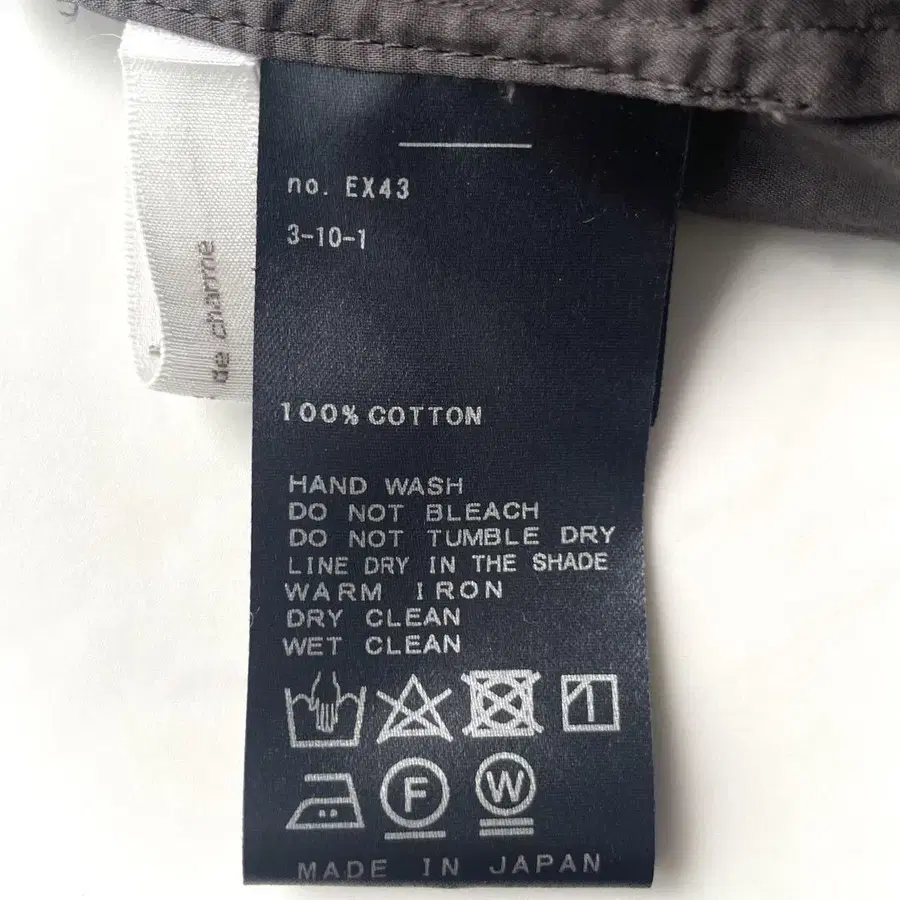 de charme
no. EX43
3-10-1
100% COTTON
HAND WASH
DO NOT BLEACH
DO NOT TUMBLE DRY
LINE DRY IN THE SHADE
WARM IRON
DRY CLEAN
WET CLEAN
F
W
MADE IN JAPAN